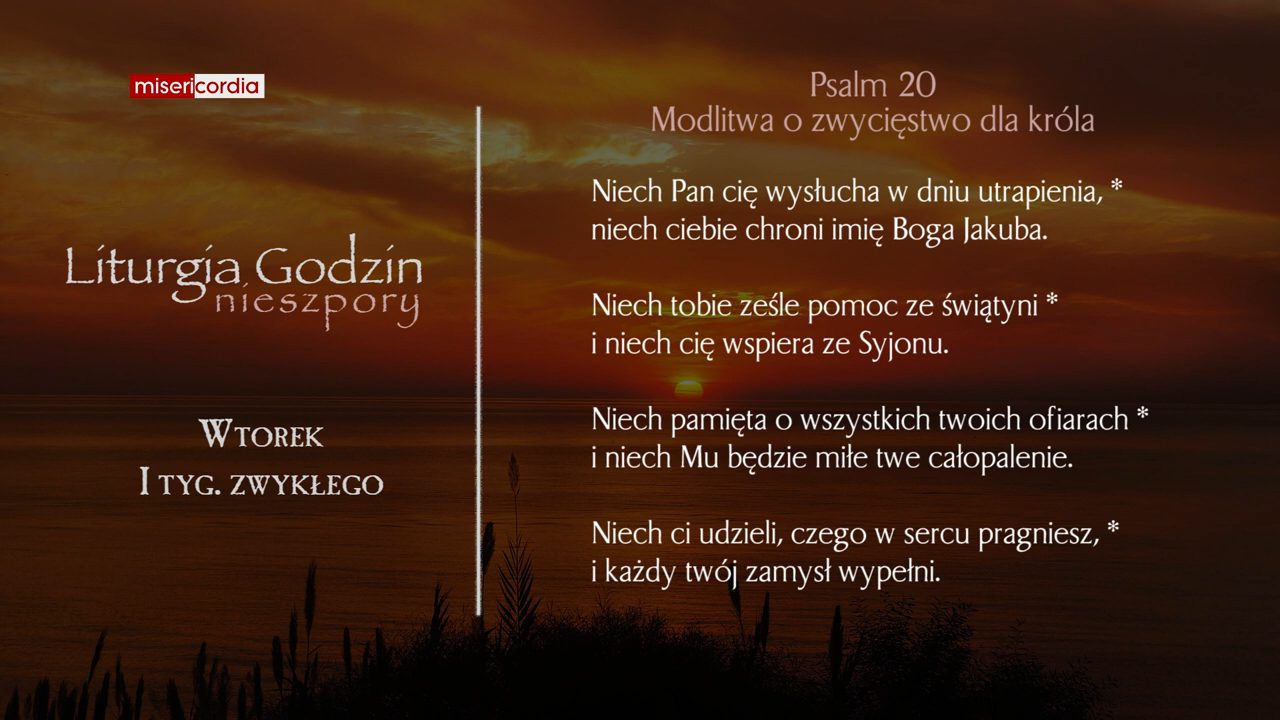 misericordia
Liturgia Godzin
nieszpory
Wtorek
I tyg. zwykłego
Psalm 20
Modlitwa o zwycięstwo dla króla
Niech Pan cię wysłucha w dniu utrapienia, *
niech ciebie chroni imię Boga Jakuba.
Niech tobie ześle pomoc ze świątyni *
i niech cię wspiera ze Syjonu.
Niech pamięta o wszystkich twoich ofiarach *
i niech Mu będzie miłe twe całopalenie.
Niech ci udzieli, czego w sercu pragniesz, *
i każdy twój zamysł wypełni.